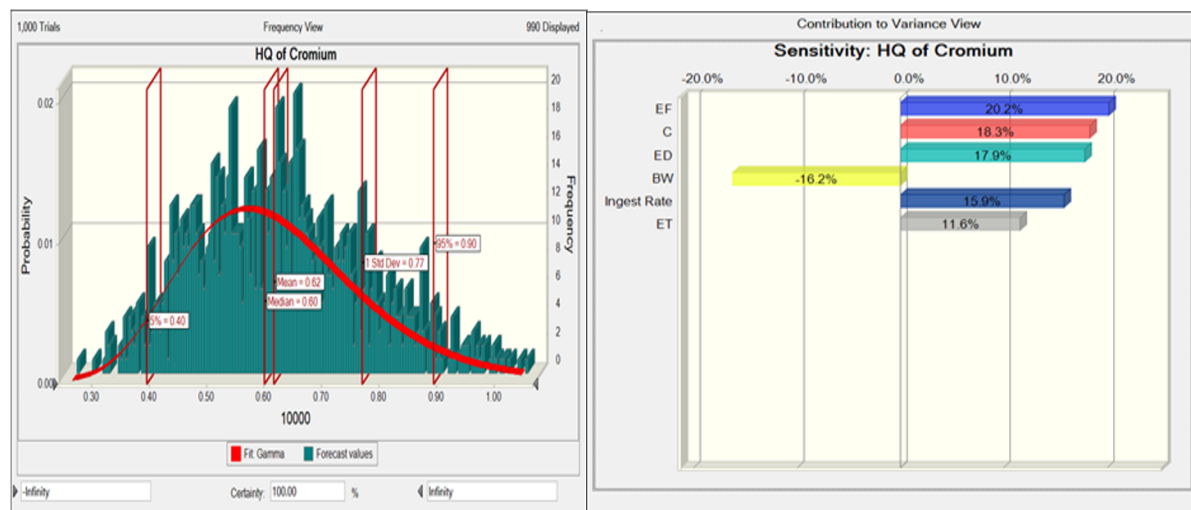 1,000 Trials Frequency View 990 Displayed
HQ of Cromium
0.02
0.01
0.00
Probability
20
18
16
14
12
10
8
6
4
2
0
Frequency
5% = 0.40
Median = 0.60
Mean = 0.62
1 Std Dev = 0.77
95% = 0.90
0.30 0.40 0.50 0.60 0.70 0.80 0.90 1.00
10000
Fit: Gamma Forecast values
-Infinity Certainty: 100.00 % Infinity
Contribution to Variance View
Sensitivity: HQ of Cromium
-20.0% -10.0% 0.0% 10.0% 20.0%
EF 20.2%
C 18.3%
ED 17.9%
BW -16.2%
Ingest Rate 15.9%
ET 11.6%